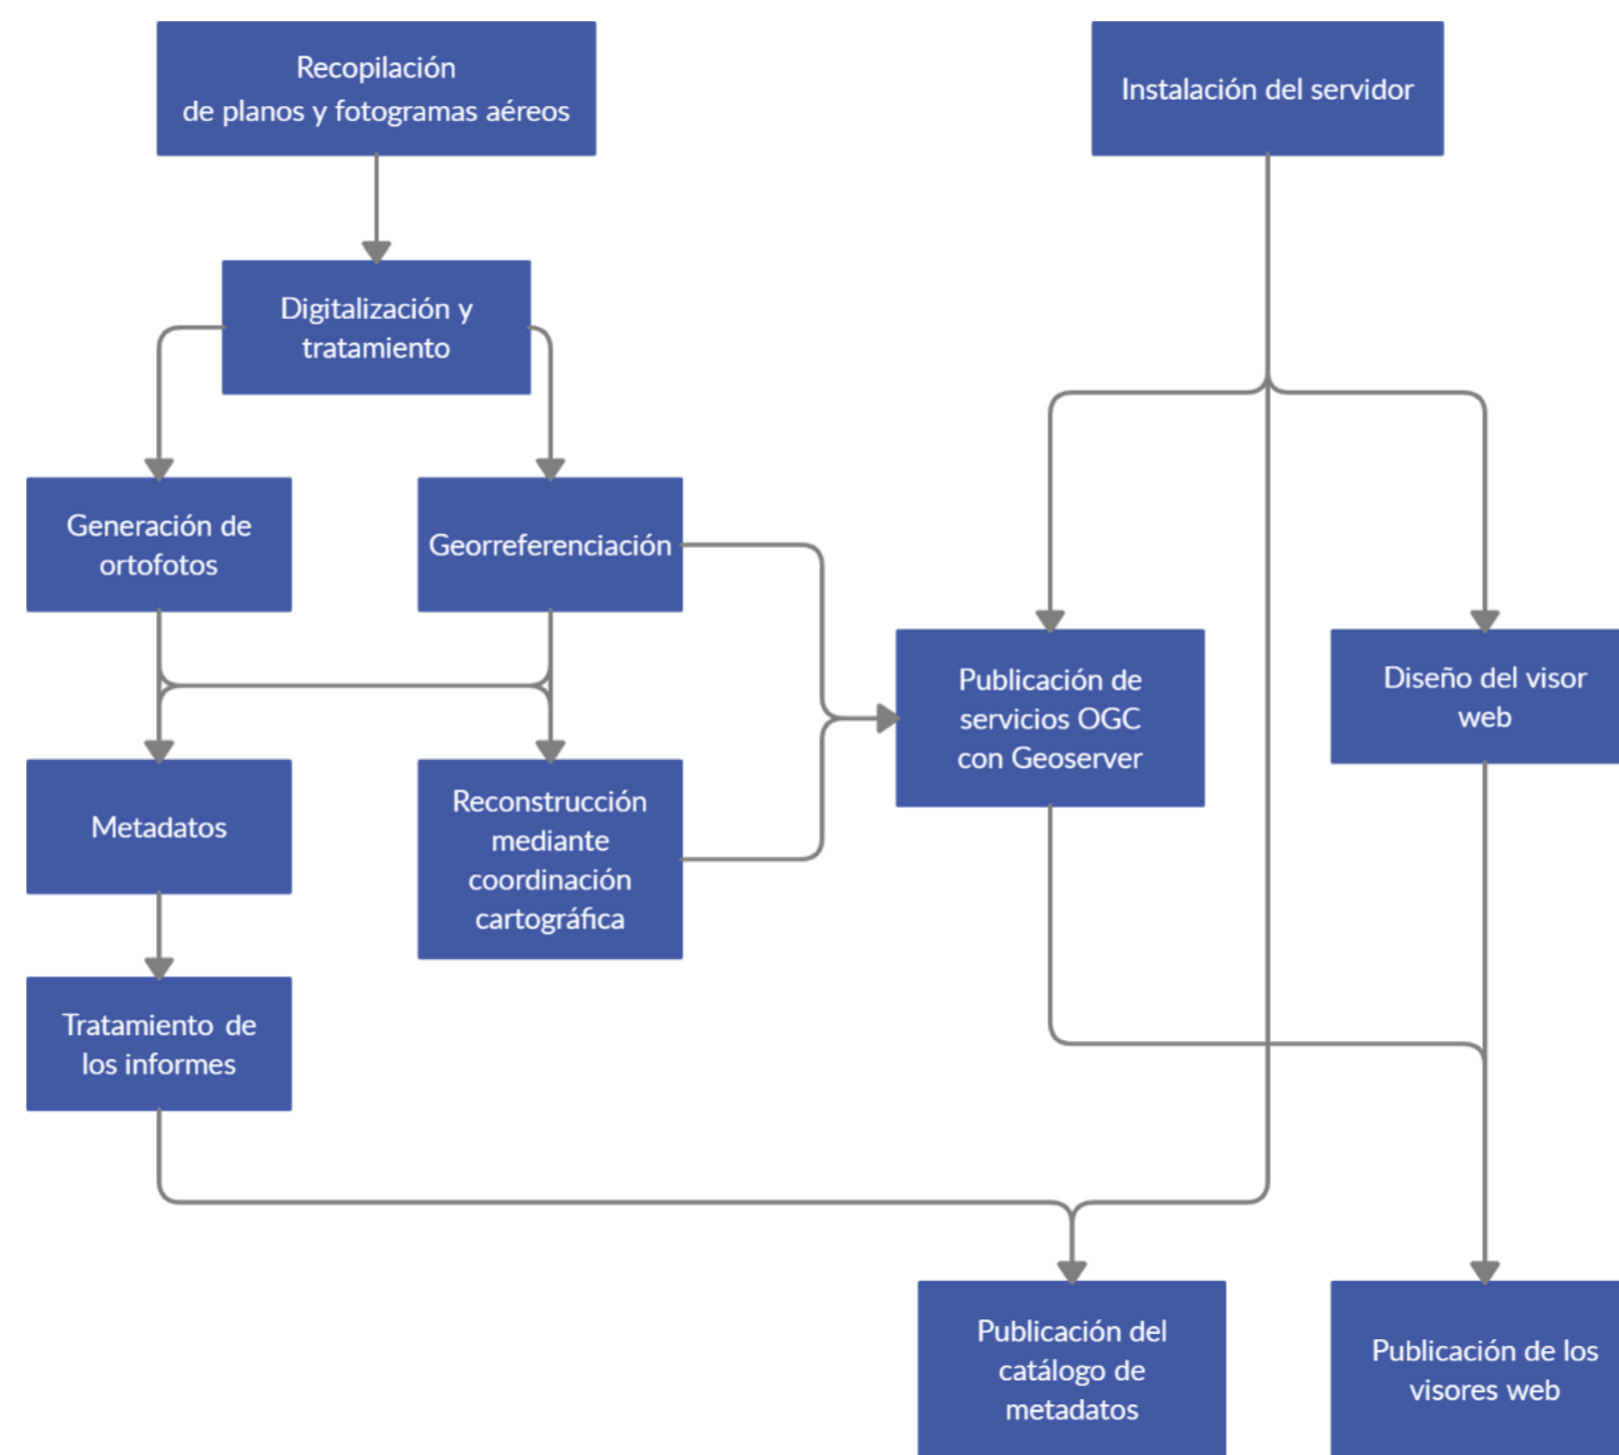 Recopilación
de planos y fotogramas aéreos
Instalación del servidor
Digitalización y
tratamiento
Generación de
ortofotos
Georreferenciación
Publicación de
servicios OGC
con Geoserver
Diseño del visor
web
Metadatos
Reconstrucción
mediante
coordinación
cartográfica
Tratamiento de
los informes
Publicación del
catálogo de
metadatos
Publicación de los
visores web